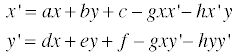 x' = ax + by + c - gxx' - hx'y
y' = dx + ey + f - gxy' - hyy'